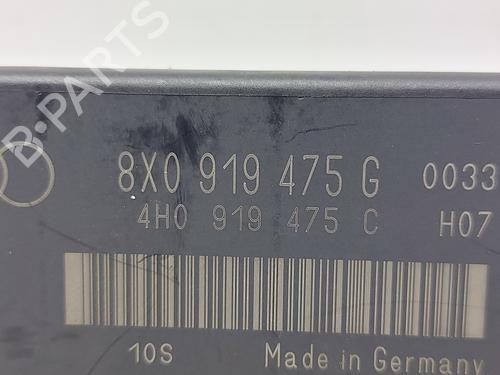 B-PARTS
8X0 919 475 G 0033
4H0 919 475 C H07
10S Made in Germany